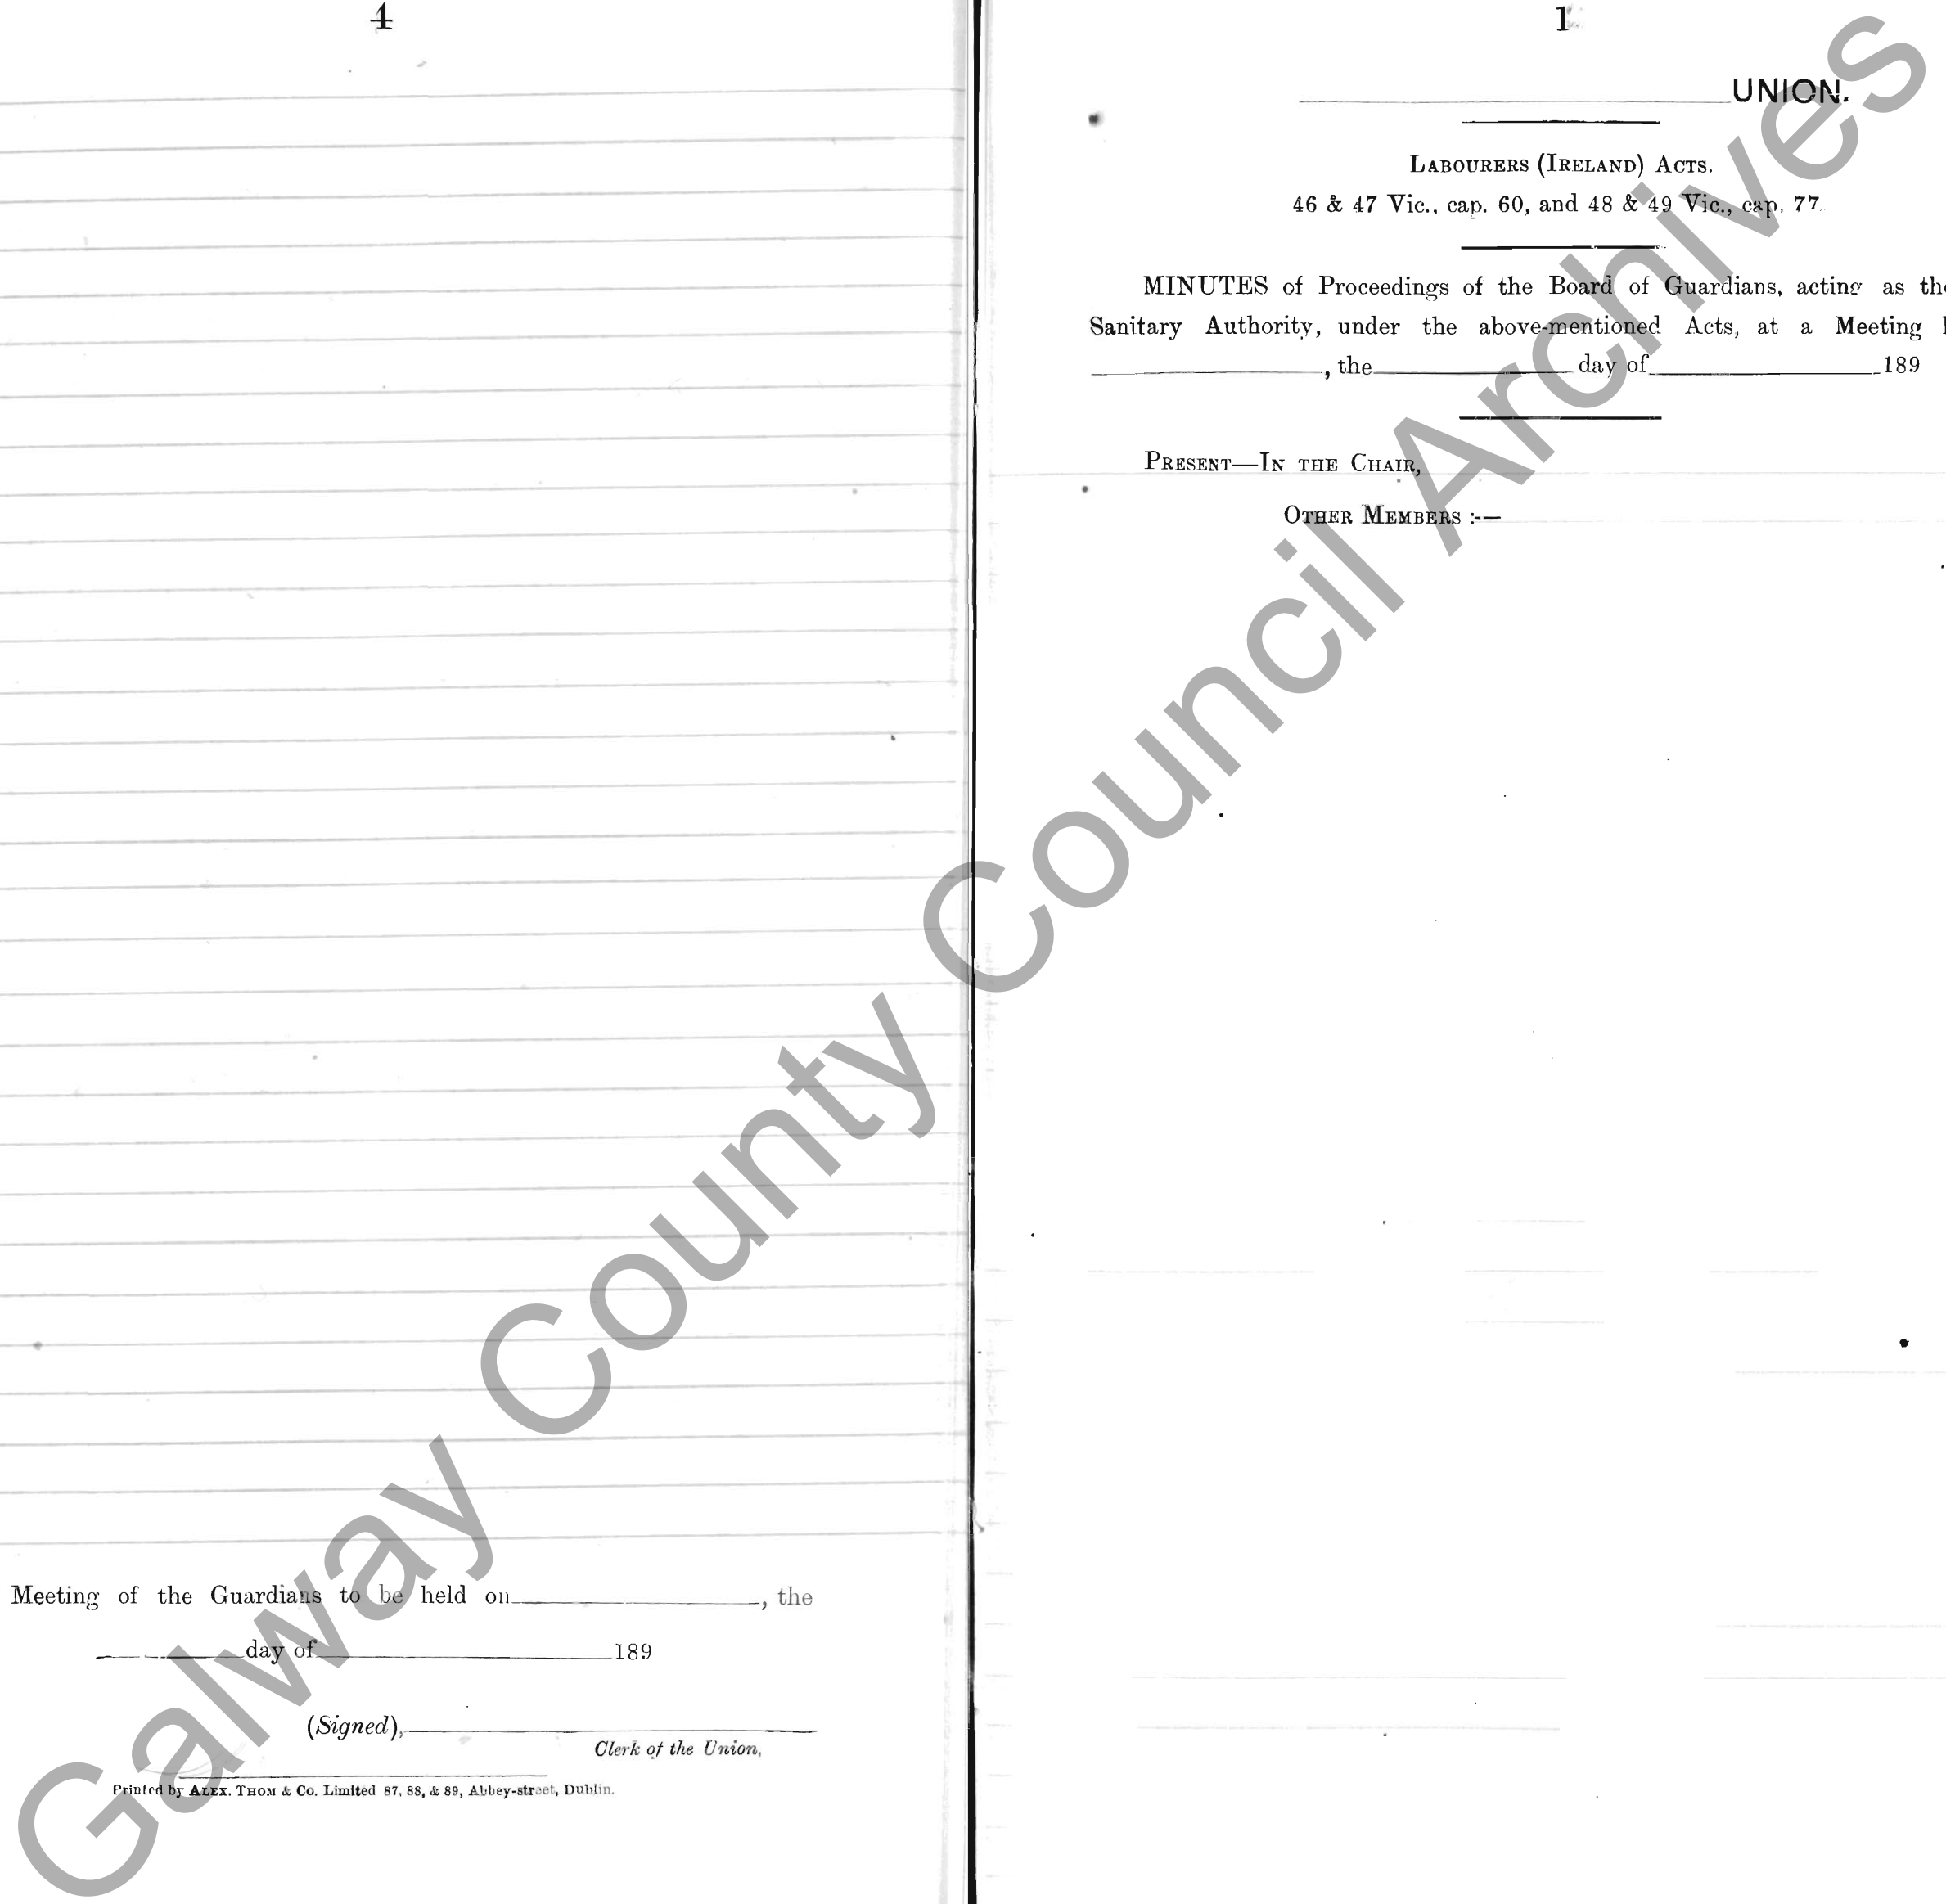 4
Meeting of the Guardians to be held on , the
day of 189
(Signed),
Clerk of the Union,
Printed by ALEX. THOM & Co. Limited 87, 88, & 89, Abbey-street, Dublin.
1
UNION.
LABOURERS (IRELAND) ACTS.
46 & 47 Vic., cap. 60, and 48 & 49 Vic., cap. 77
MINUTES of Proceedings of the Board of Guardians, acting as the
Sanitary Authority, under the above-mentioned Acts, at a Meeting
, the day of 189
PRESENT—IN THE CHAIR,
OTHER MEMBERS :—
Galway County Council Archives